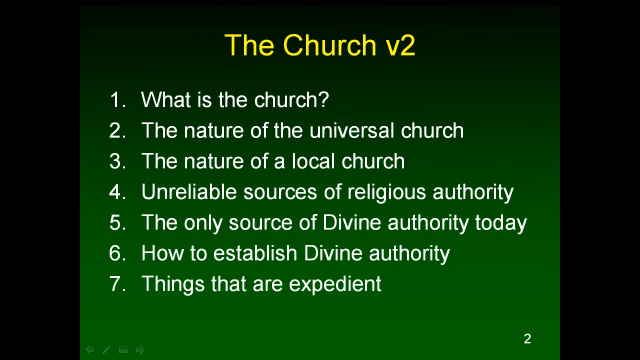 The Church v2
1. What is the church?
2. The nature of the universal church
3. The nature of a local church
4. Unreliable sources of religious authority
5. The only source of Divine authority today
6. How to establish Divine authority
7. Things that are expedient
2